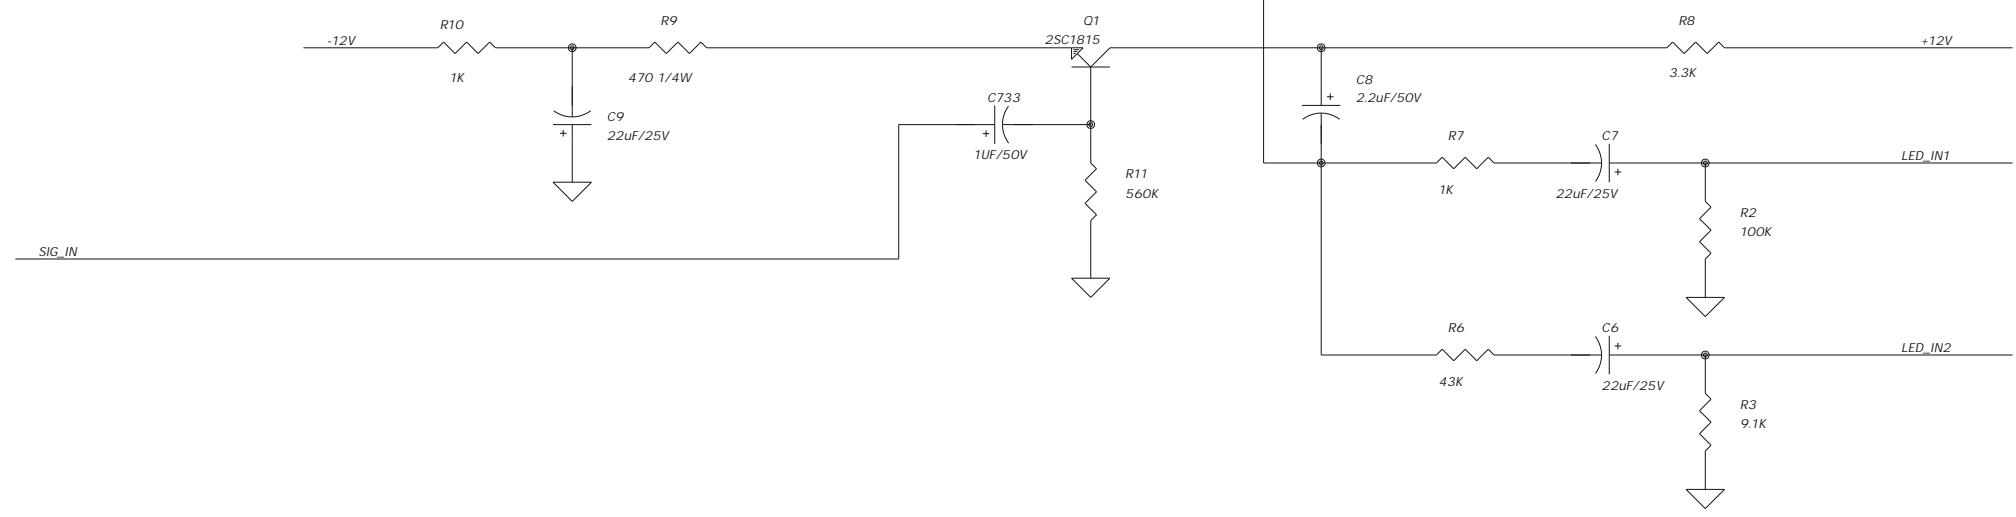 R10
R9
Q1
R8
-12V
2SC1815
+12V
1K
470 1/4W
3.3K
C8
2.2uF/50V
+
C733
C9
22uF/25V
+
+
1UF/50V
R7
C7
LED_IN1
R11
560K
1K
+
22uF/25V
R2
100K
SIG_IN
R6
C6
LED_IN2
+
43K
22uF/25V
R3
9.1K